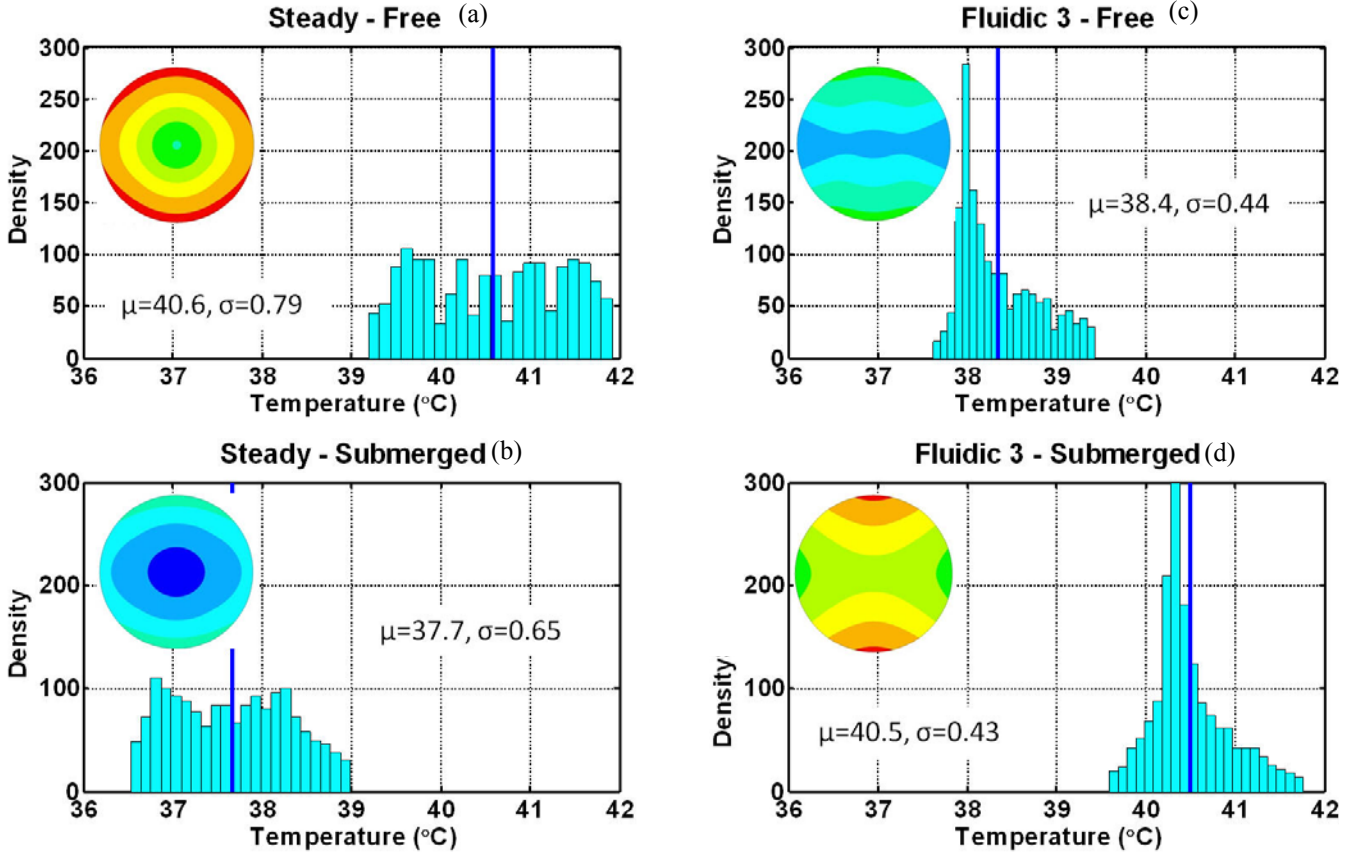 Steady - Free (a)
300
250
200
150
100
50
0
Density
μ=40.6, σ=0.79
36 37 38 39 40 41 42
Temperature (°C)
Fluidic 3 - Free (c)
300
250
200
150
100
50
0
Density
μ=38.4, σ=0.44
36 37 38 39 40 41 42
Temperature (°C)
Steady - Submerged (b)
300
200
100
0
Density
μ=37.7, σ=0.65
36 37 38 39 40 41 42
Temperature (°C)
Fluidic 3 - Submerged (d)
300
200
100
0
Density
μ=40.5, σ=0.43
36 37 38 39 40 41 42
Temperature (°C)